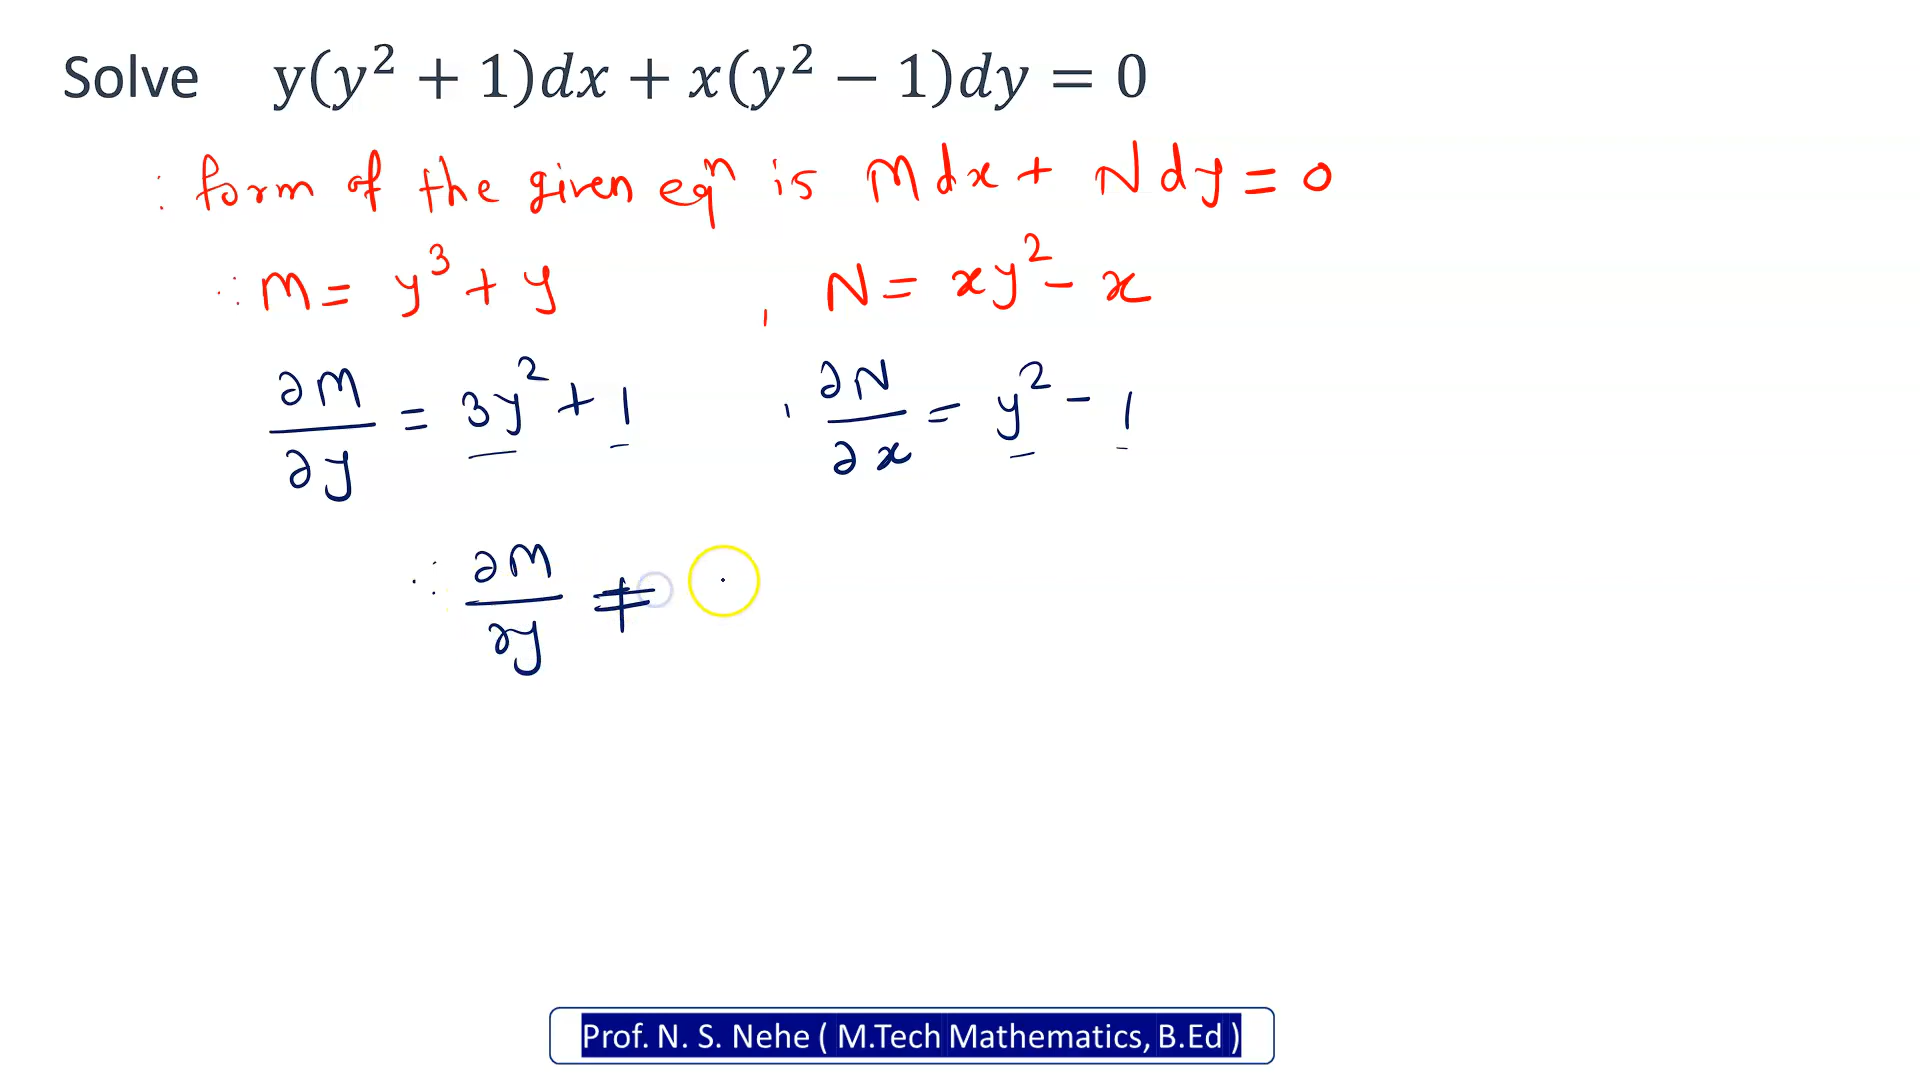 Solve y(y² + 1)dx + x(y² − 1)dy = 0
∴ form of the given eqⁿ is Mdx + Ndy = 0
∴ M = y³ + y , N = xy² - x
∂M/∂y = 3y² + 1 , ∂N/∂x = y² - 1
∴ ∂M/∂y ≠
Prof. N. S. Nehe ( M.Tech Mathematics, B.Ed )